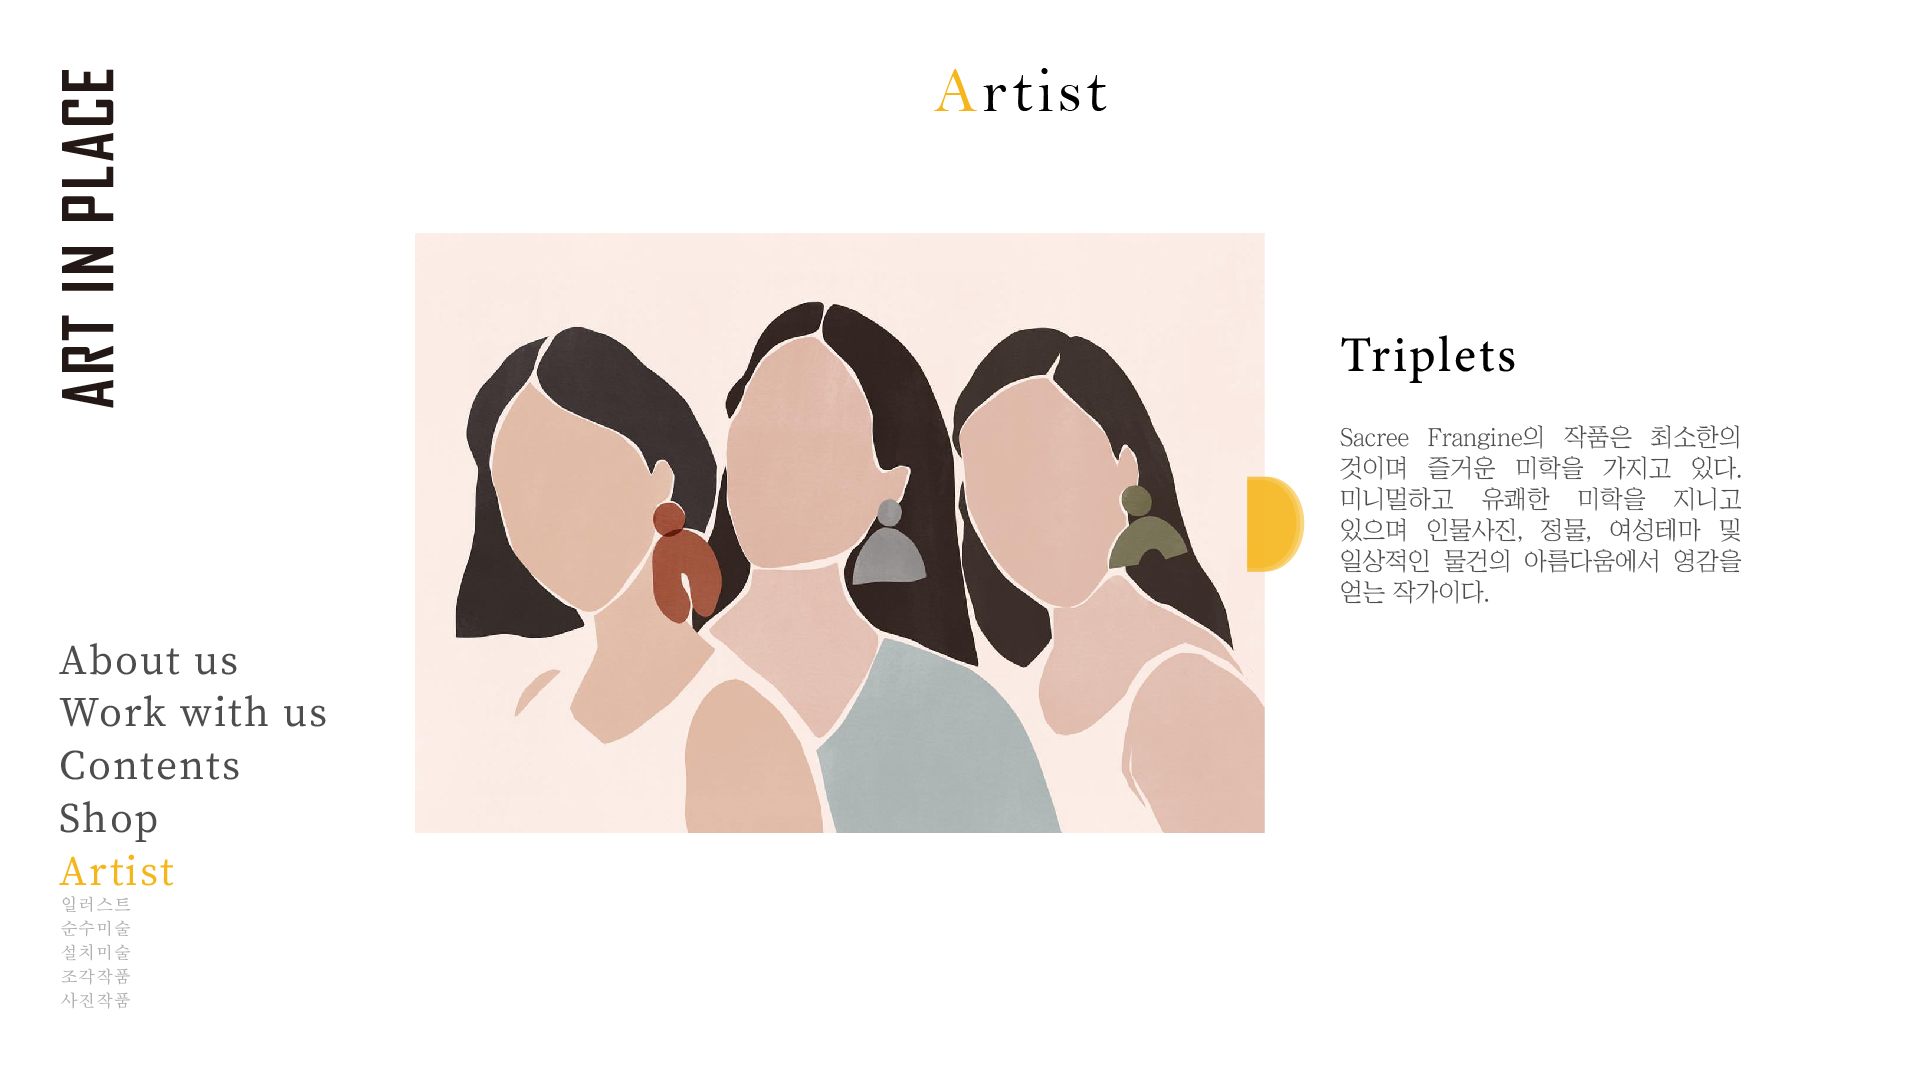 ART IN PLACE
Artist
Triplets
Sacree Frangine의 작품은 최소한의
것이며 즐거운 미학을 가지고 있다.
미니멀하고 유쾌한 미학을 지니고
있으며 인물사진, 정물, 여성테마 및
일상적인 물건의 아름다움에서 영감을
얻는 작가이다.
About us
Work with us
Contents
Shop
Artist
일러스트
순수미술
설치미술
조각작품
사진작품